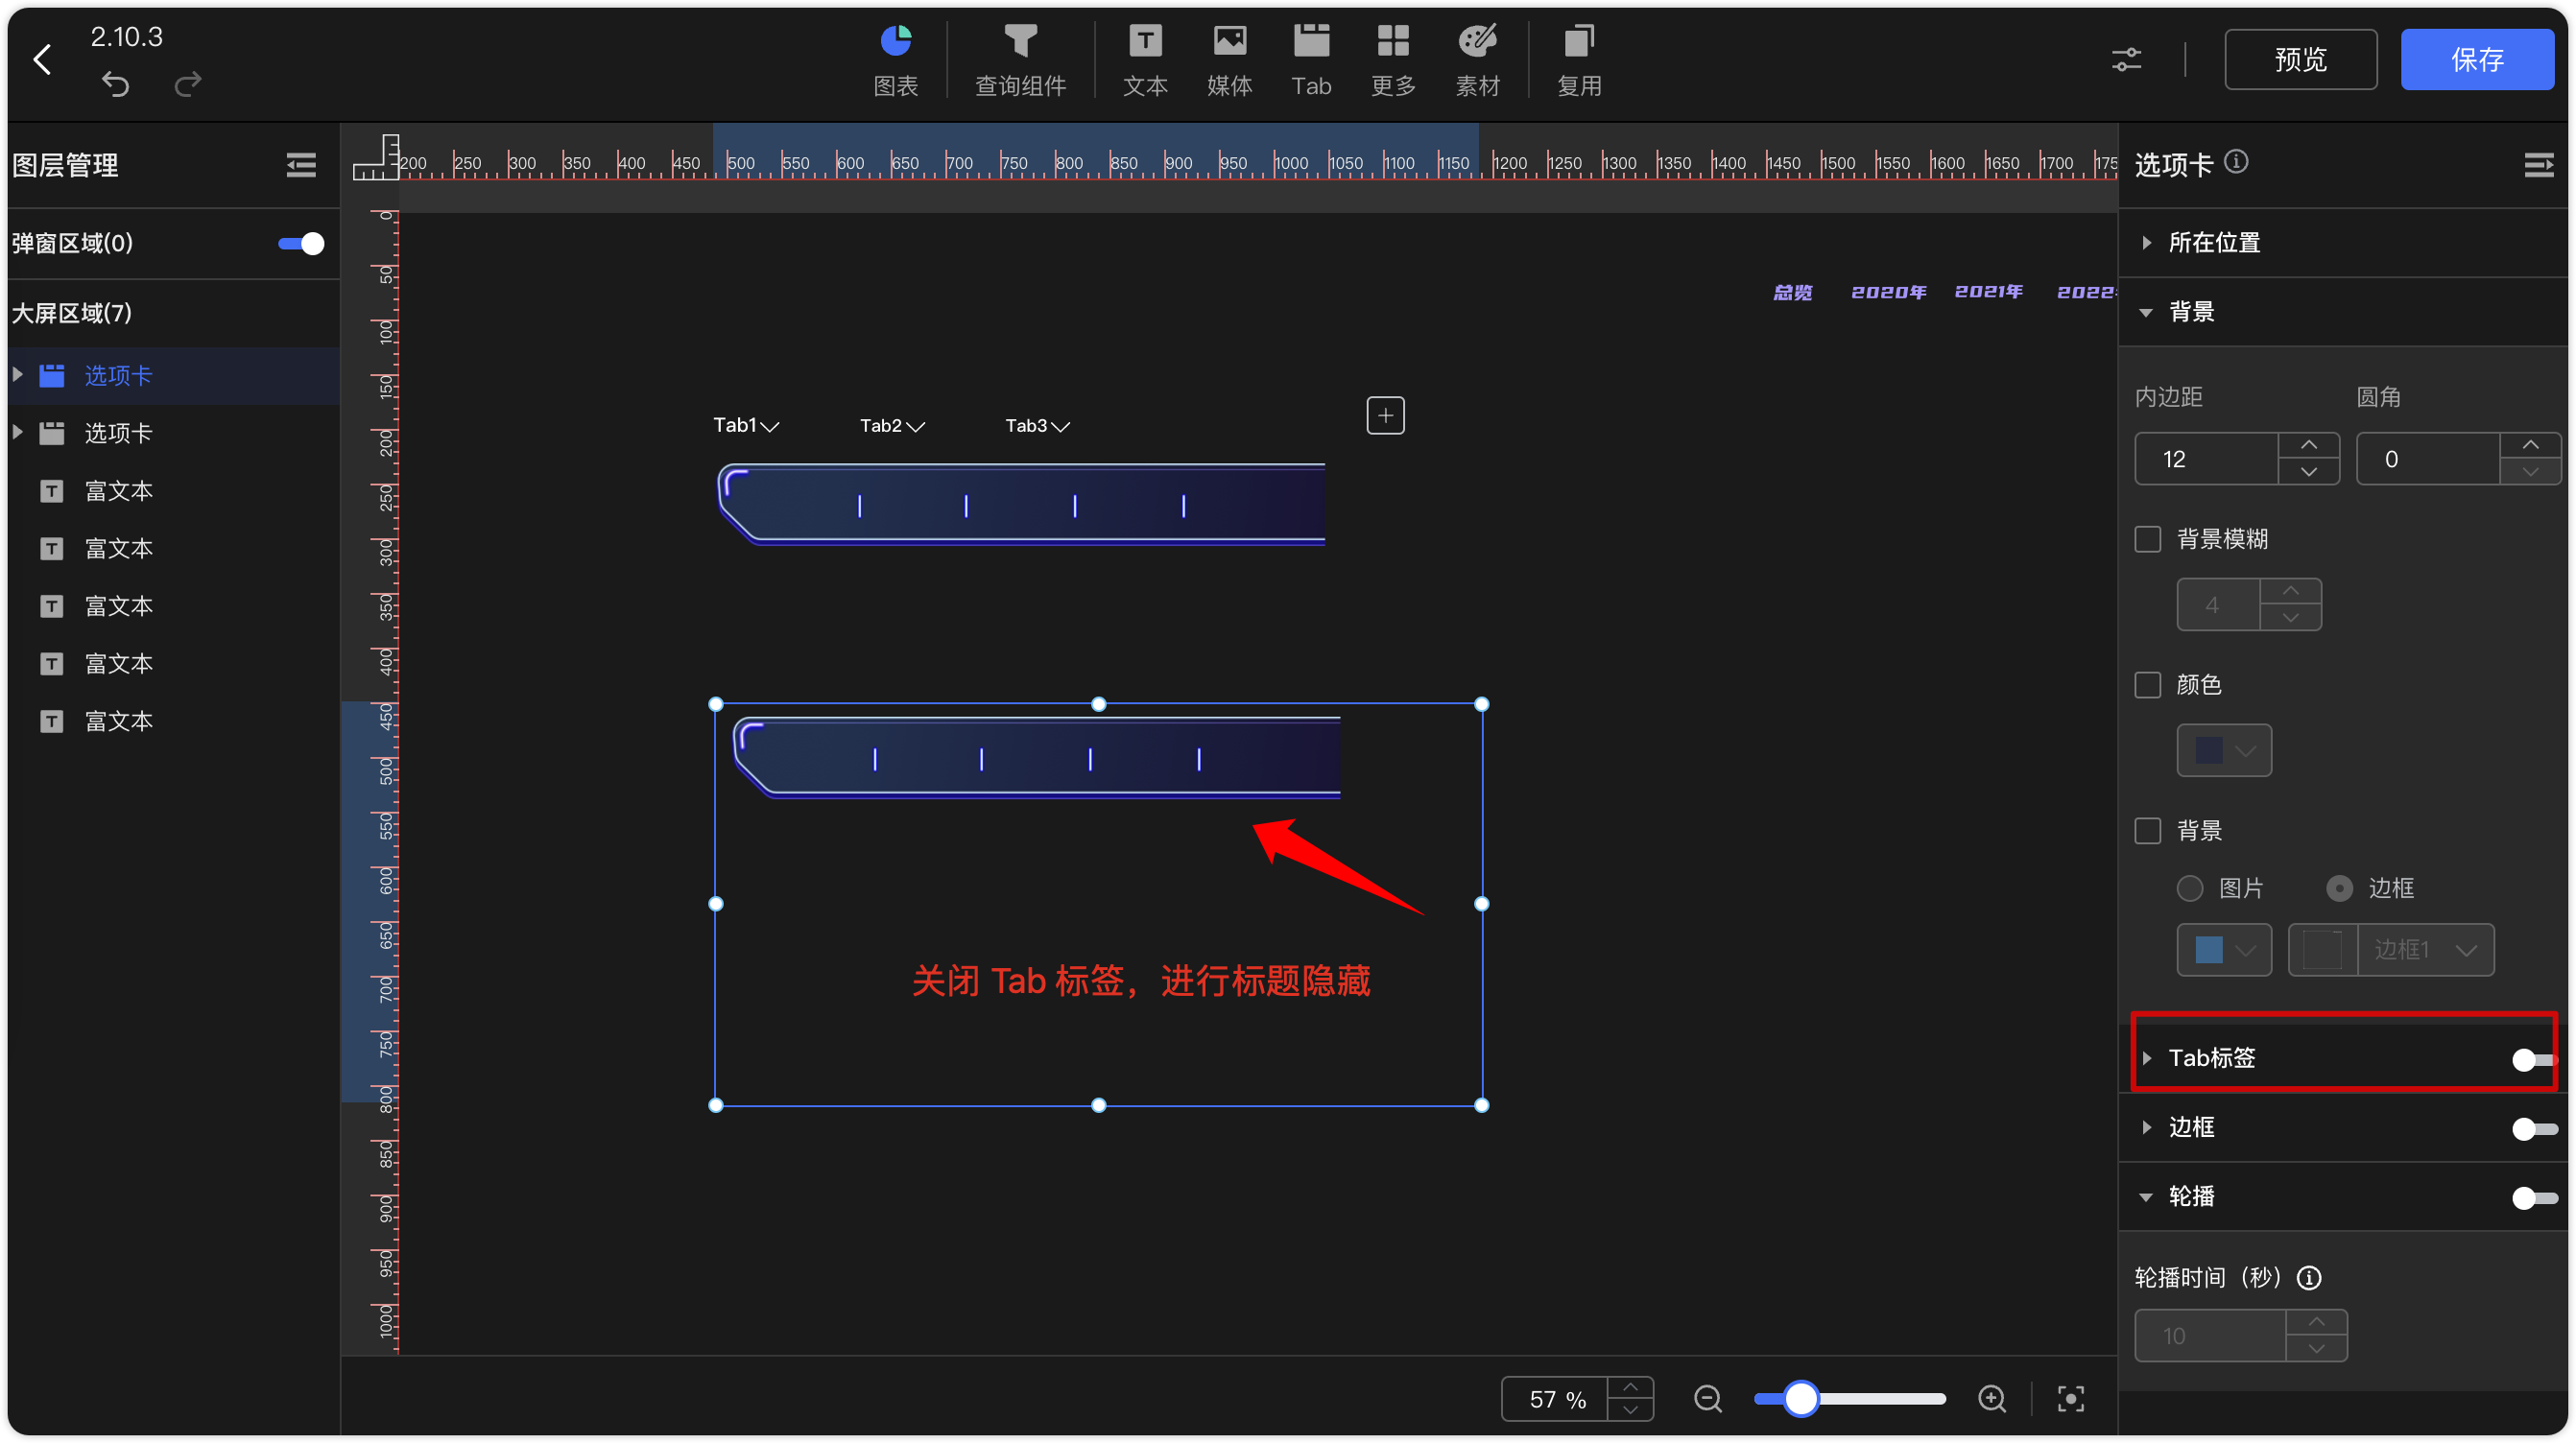 2.10.3
图表
查询组件
文本
媒体
Tab
更多
素材
复用
预览
保存
图层管理
弹窗区域(0)
大屏区域(7)
选项卡
选项卡
富文本
富文本
富文本
富文本
富文本
200 250 300 350 400 450 500 550 600 650 700 750 800 850 900 950 1000 1050 1100 1150 1200 1250 1300 1350 1400 1450 1500 1550 1600 1650 1700 175
0
50
100
150
200
250
300
350
400
450
500
550
600
650
700
750
800
850
900
950
1000
总览 2020年 2021年 2022
Tab1 Tab2 Tab3
关闭 Tab 标签，进行标题隐藏
57 %
选项卡
所在位置
背景
内边距 圆角
12 0
背景模糊
4
颜色
背景
图片 边框
边框1
Tab标签
边框
轮播
轮播时间（秒）
10